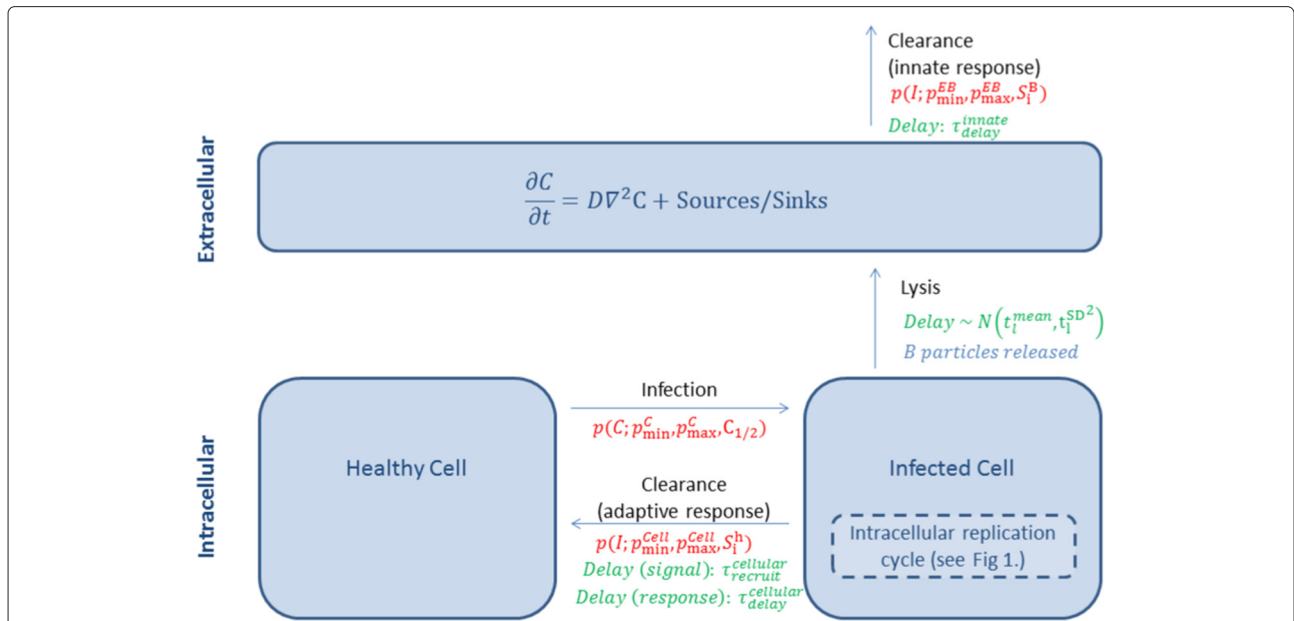 Clearance
(innate response)
p(I; p_min^EB, p_max^EB, S_i^B)
Delay: τ_delay^innate
Extracellular
∂C/∂t = D∇²C + Sources/Sinks
Lysis
Delay ~ N(t_l^mean, t_l^SD²)
B particles released
Intracellular
Healthy Cell
Infection
p(C; p_min^C, p_max^C, C_1/2)
Clearance
(adaptive response)
p(I; p_min^Cell, p_max^Cell, S_i^h)
Delay (signal): τ_recruit^cellular
Delay (response): τ_delay^cellular
Infected Cell
Intracellular replication
cycle (see Fig 1.)